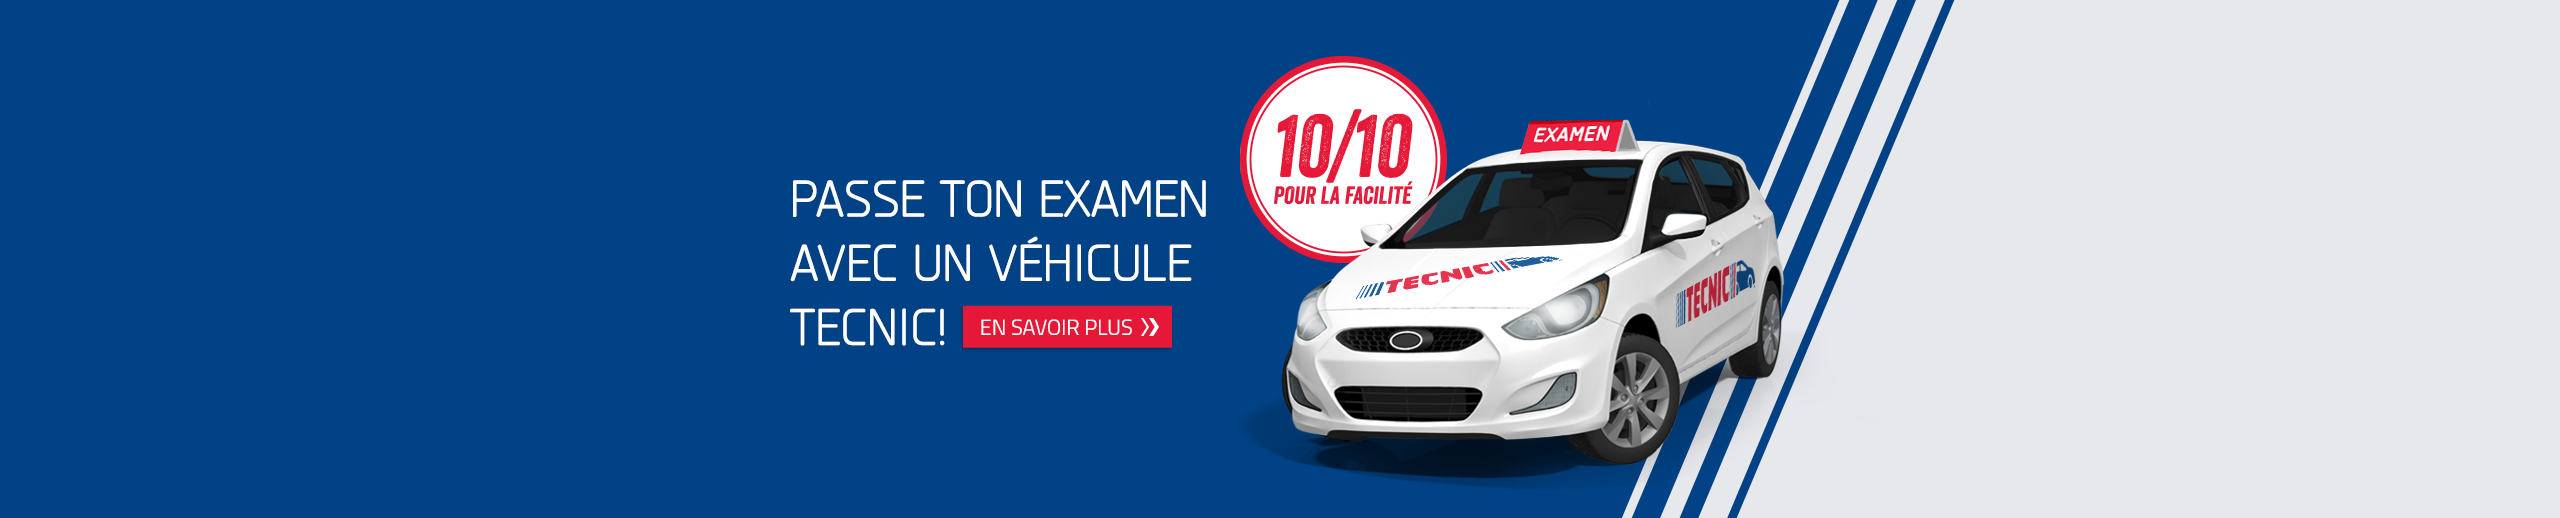 PASSE TON EXAMEN
AVEC UN VÉHICULE
TECNIC!
EN SAVOIR PLUS
10/10
POUR LA FACILITÉ
EXAMEN
TECNIC
TECNIC